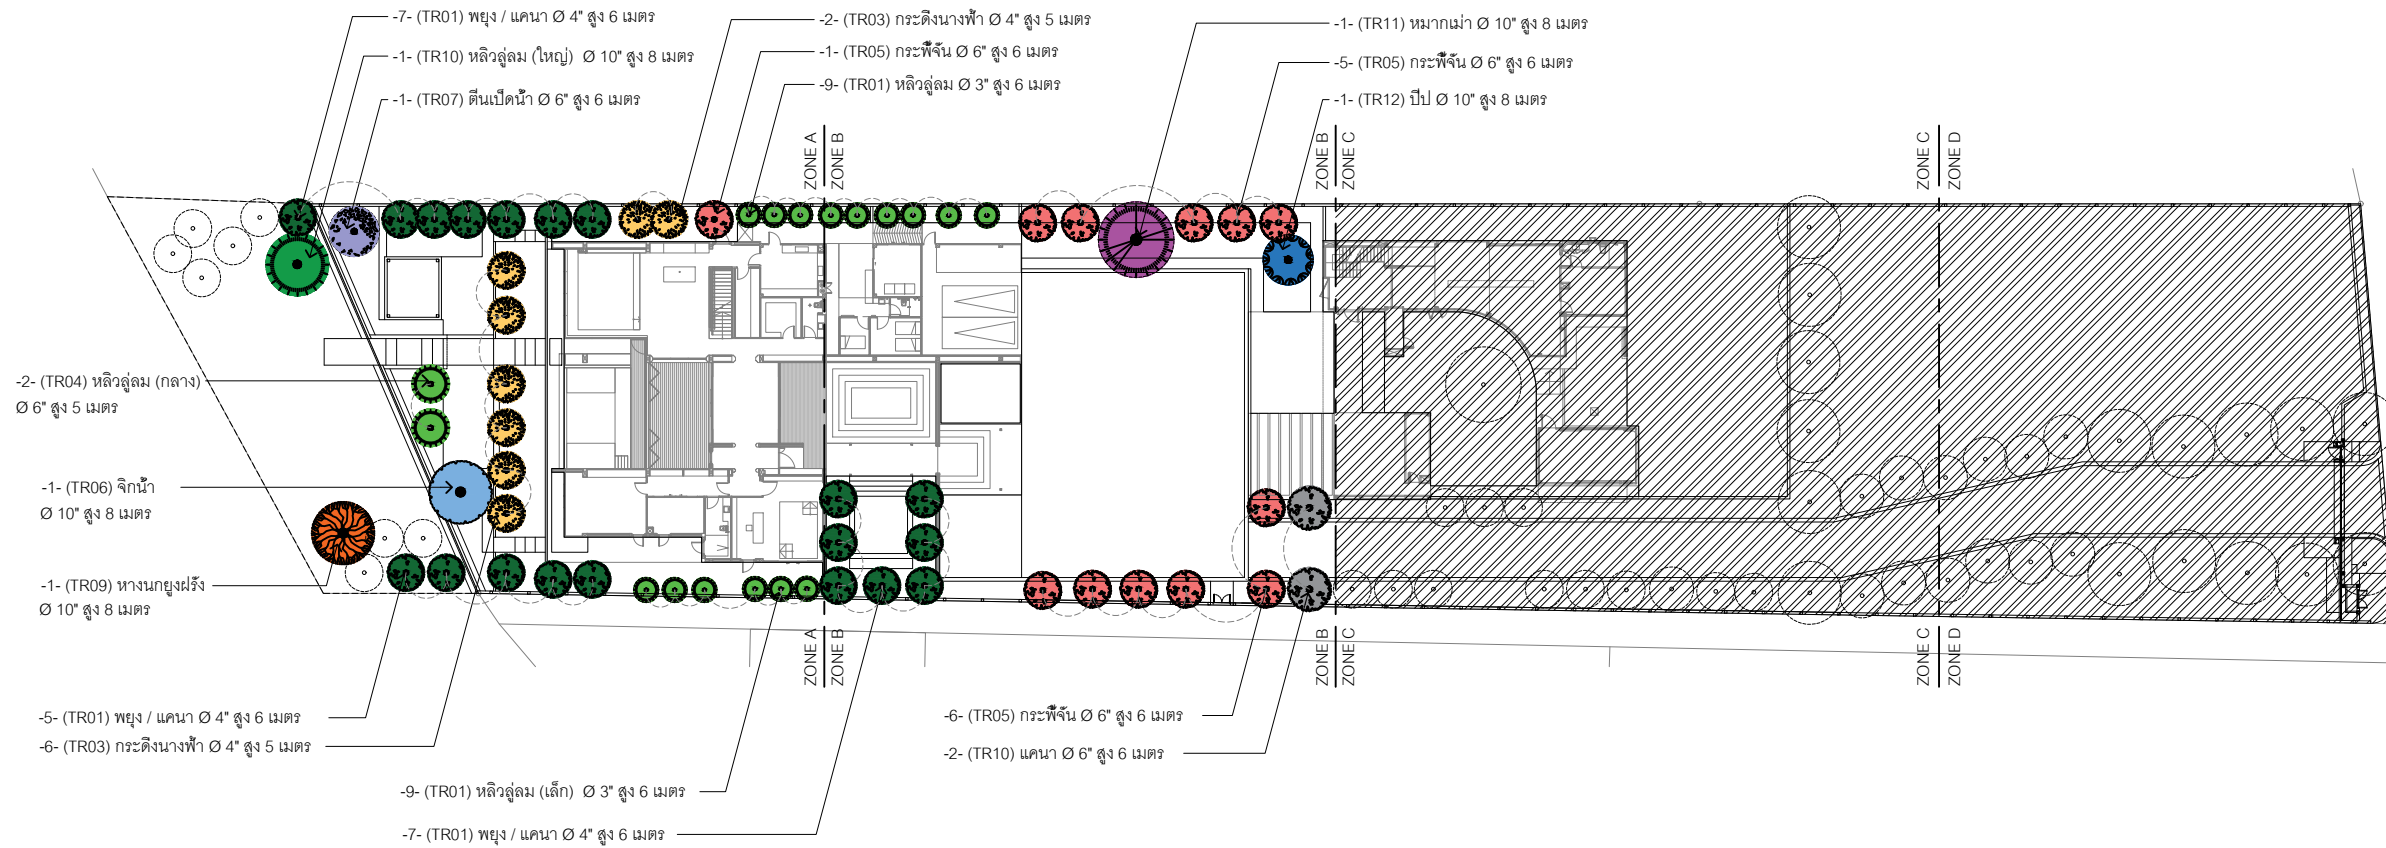 -7- (TR01) พยุง / แคนา Ø 4" สูง 6 เมตร
-1- (TR10) หลิวลู่ลม (ใหญ่) Ø 10" สูง 8 เมตร
-1- (TR07) ตีนเป็ดน้ำ Ø 6" สูง 6 เมตร
-2- (TR03) กระดิ่งนางฟ้า Ø 4" สูง 5 เมตร
-1- (TR05) กระพี้จั่น Ø 6" สูง 6 เมตร
-9- (TR01) หลิวลู่ลม Ø 3" สูง 6 เมตร
-1- (TR11) หมากเม่า Ø 10" สูง 8 เมตร
-5- (TR05) กระพี้จั่น Ø 6" สูง 6 เมตร
-1- (TR12) ปีป Ø 10" สูง 8 เมตร
ZONE A
ZONE B
ZONE B
ZONE C
ZONE C
ZONE D
-2- (TR04) หลิวลู่ลม (กลาง)
Ø 6" สูง 5 เมตร
-1- (TR06) จิกน้ำ
Ø 10" สูง 8 เมตร
-1- (TR09) หางนกยูงฝรั่ง
Ø 10" สูง 8 เมตร
ZONE A
ZONE B
ZONE B
ZONE C
ZONE C
ZONE D
-5- (TR01) พยุง / แคนา Ø 4" สูง 6 เมตร
-6- (TR03) กระดิ่งนางฟ้า Ø 4" สูง 5 เมตร
-6- (TR05) กระพี้จั่น Ø 6" สูง 6 เมตร
-2- (TR10) แคนา Ø 6" สูง 6 เมตร
-9- (TR01) หลิวลู่ลม (เล็ก) Ø 3" สูง 6 เมตร
-7- (TR01) พยุง / แคนา Ø 4" สูง 6 เมตร